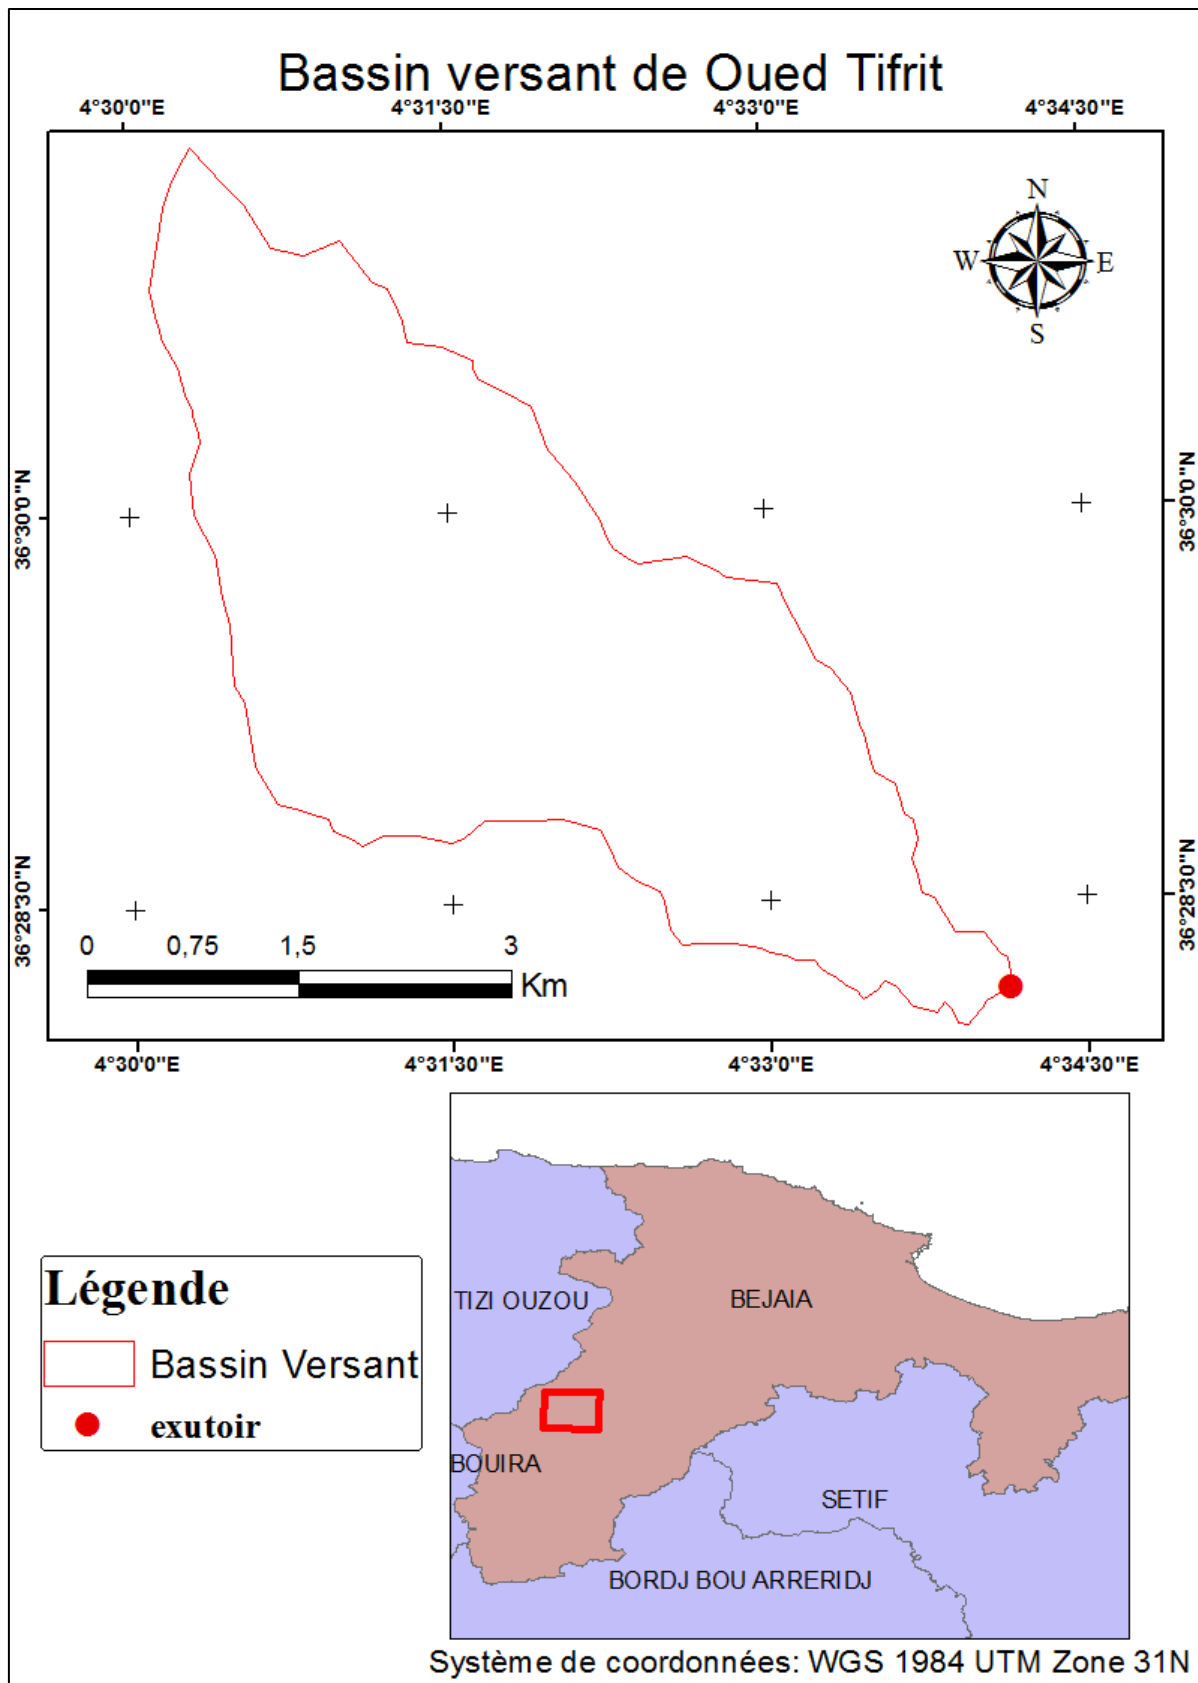 Bassin versant de Oued Tifrit
4°30'0"E 4°31'30"E 4°33'0"E 4°34'30"E
N
W E
S
36°30'0"N 36°30'0"N
36°28'30"N 36°28'30"N
0 0,75 1,5 3
Km
4°30'0"E 4°31'30"E 4°33'0"E 4°34'30"E
Légende
Bassin Versant
exutoir
TIZI OUZOU BEJAIA
BOUIRA
SETIF
BORDJ BOU ARRERIDJ
Système de coordonnées: WGS 1984 UTM Zone 31N